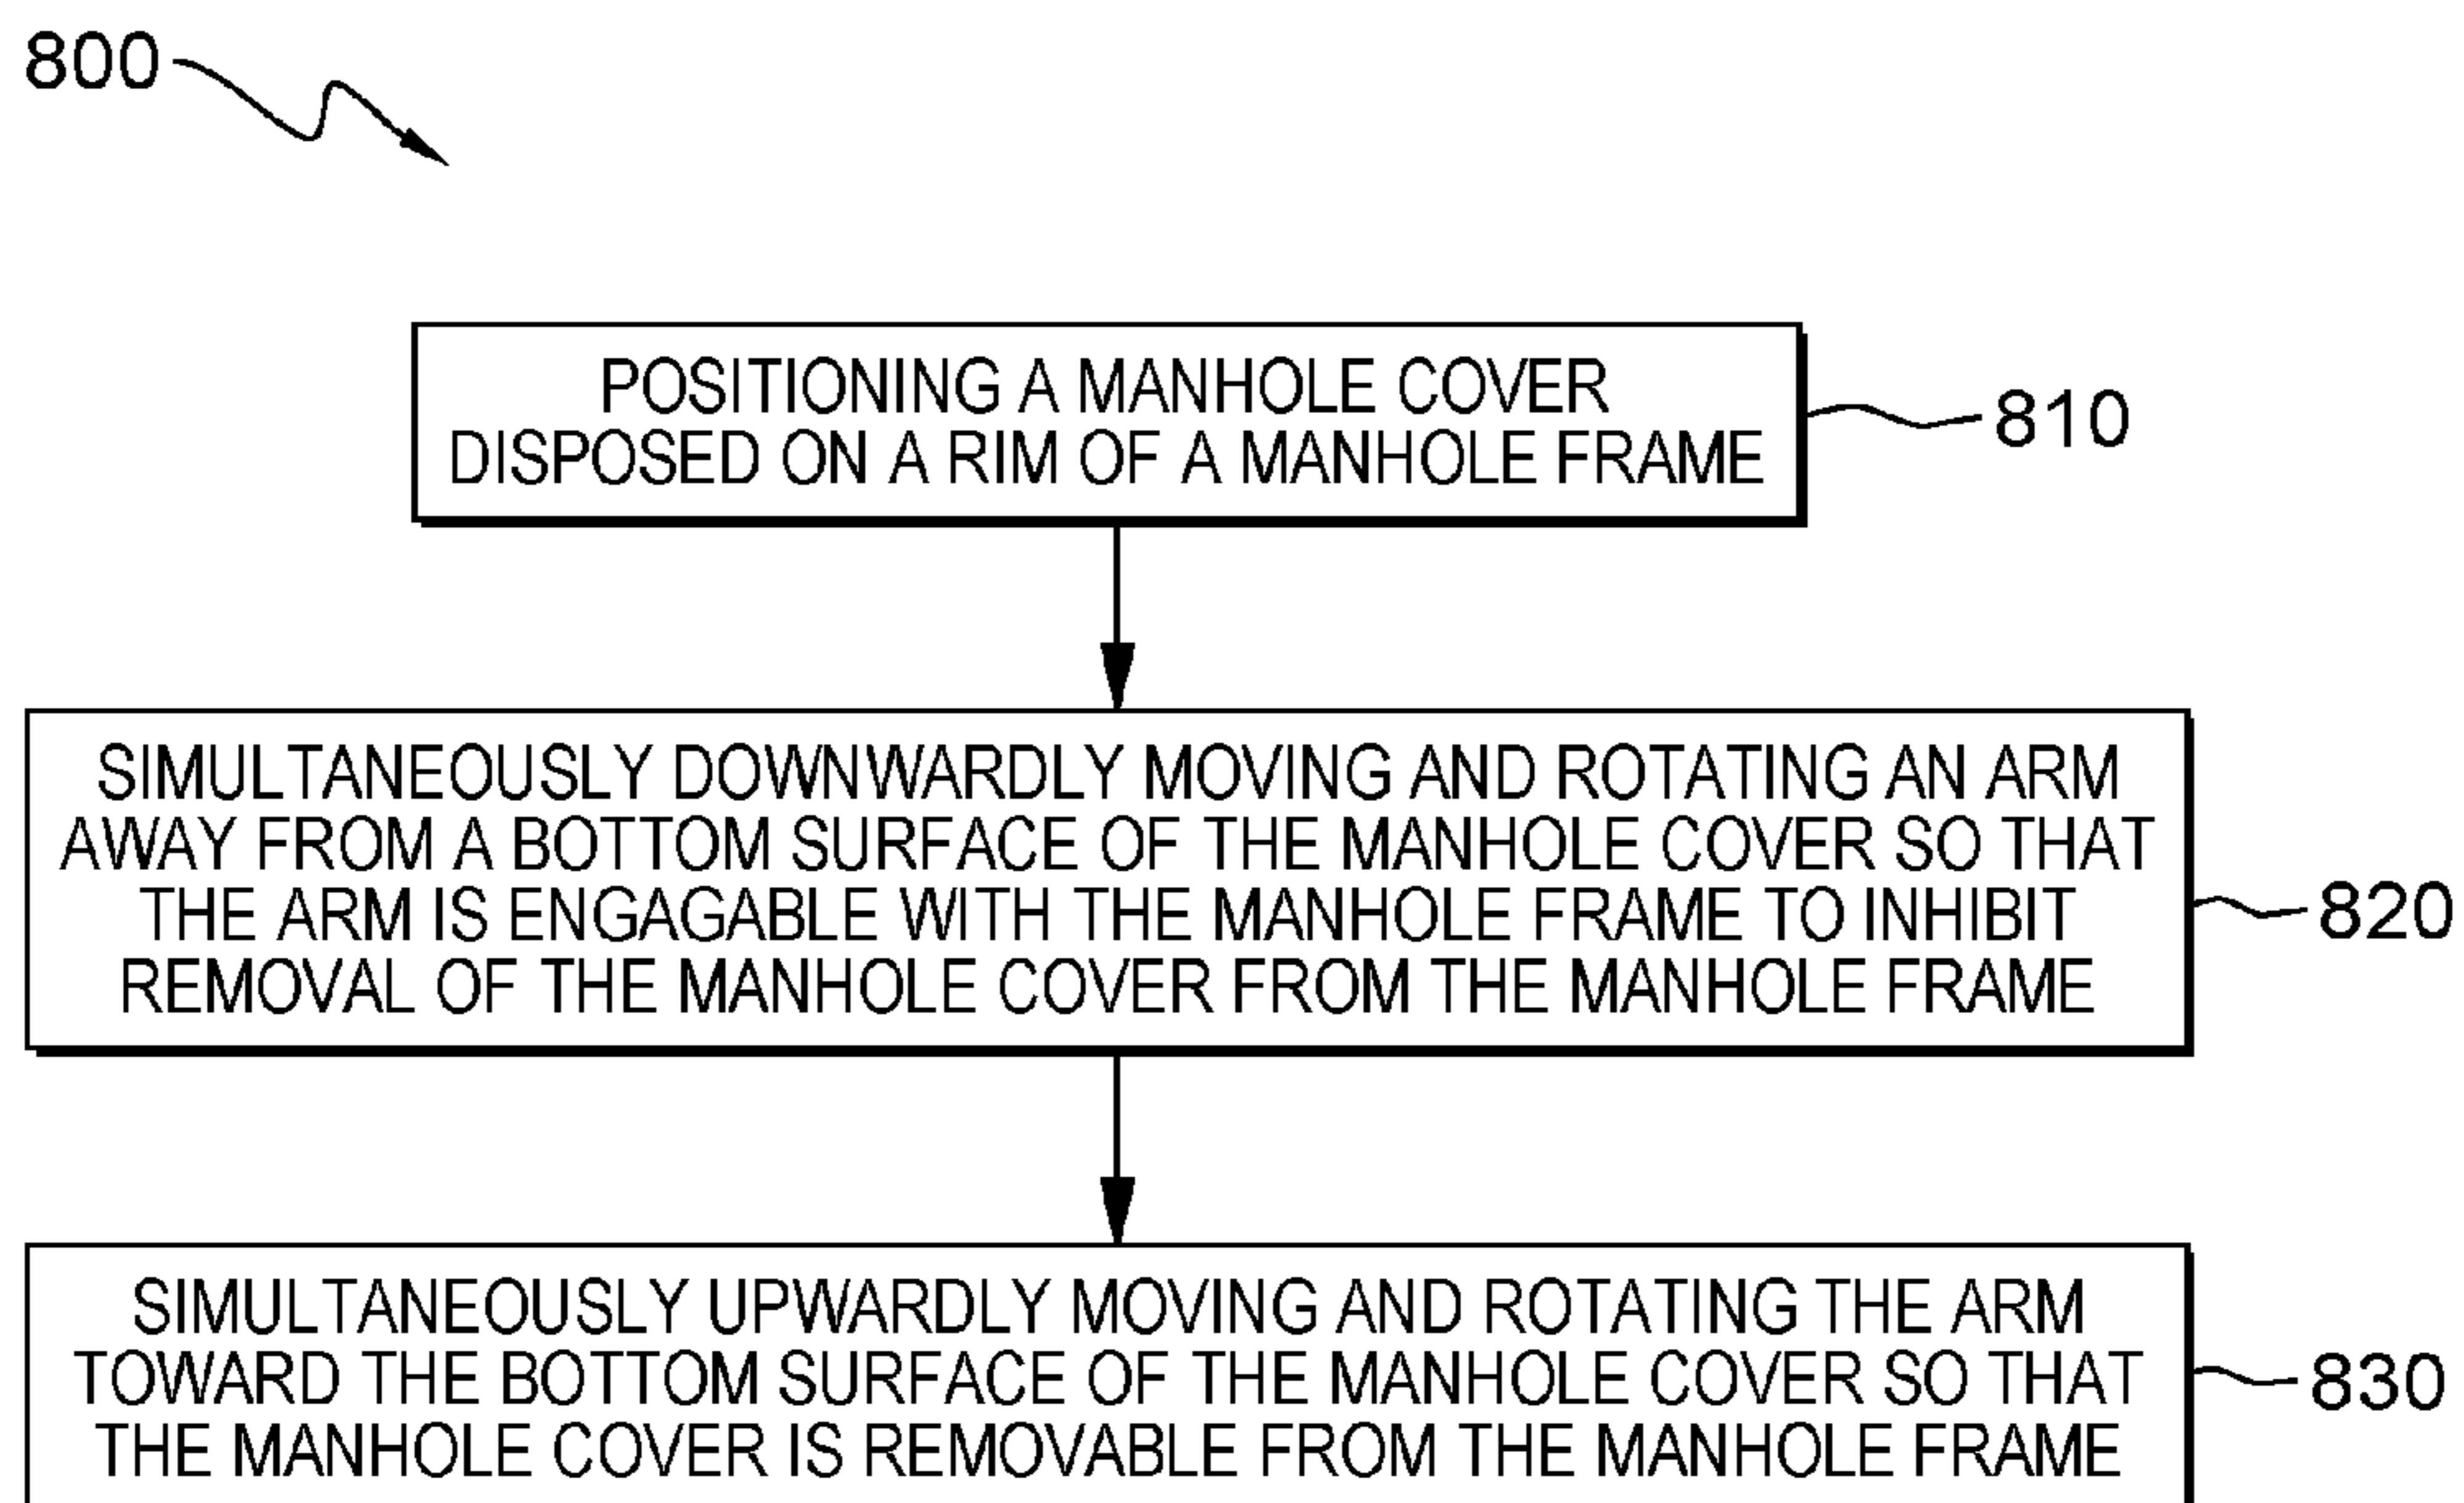 800
POSITIONING A MANHOLE COVER
DISPOSED ON A RIM OF A MANHOLE FRAME
810
SIMULTANEOUSLY DOWNWARDLY MOVING AND ROTATING AN ARM
AWAY FROM A BOTTOM SURFACE OF THE MANHOLE COVER SO THAT
THE ARM IS ENGAGABLE WITH THE MANHOLE FRAME TO INHIBIT
REMOVAL OF THE MANHOLE COVER FROM THE MANHOLE FRAME
820
SIMULTANEOUSLY UPWARDLY MOVING AND ROTATING THE ARM
TOWARD THE BOTTOM SURFACE OF THE MANHOLE COVER SO THAT
THE MANHOLE COVER IS REMOVABLE FROM THE MANHOLE FRAME
830